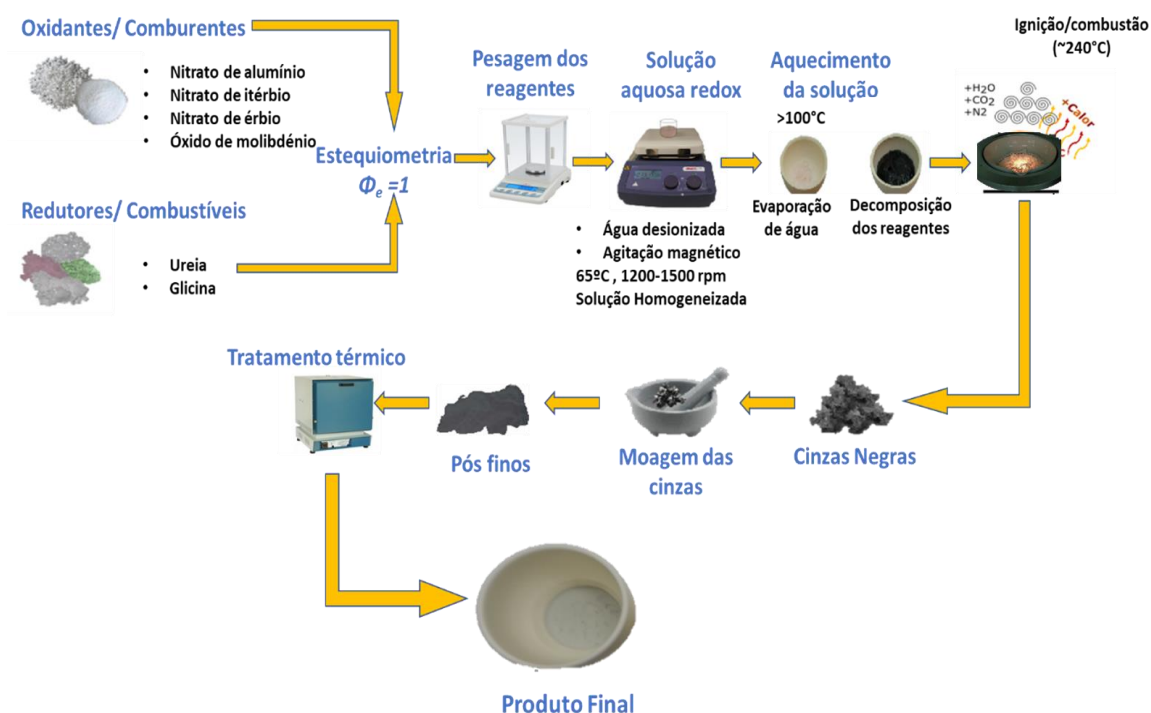 Oxidantes/ Comburentes
• Nitrato de alumínio
• Nitrato de itérbio
• Nitrato de érbio
• Óxido de molibdénio
Redutores/ Combustíveis
• Ureia
• Glicina
Estequiometria
Φe =1
Pesagem dos
reagentes
Solução
aquosa redox
• Água desionizada
• Agitação magnético
65ºC , 1200-1500 rpm
Solução Homogeneizada
Aquecimento
da solução
>100°C
Evaporação
de água
Decomposição
dos reagentes
Ignição/combustão
(~240°C)
+H2O
+CO2
+N2
+Calor
Cinzas Negras
Moagem das
cinzas
Pós finos
Tratamento térmico
Produto Final